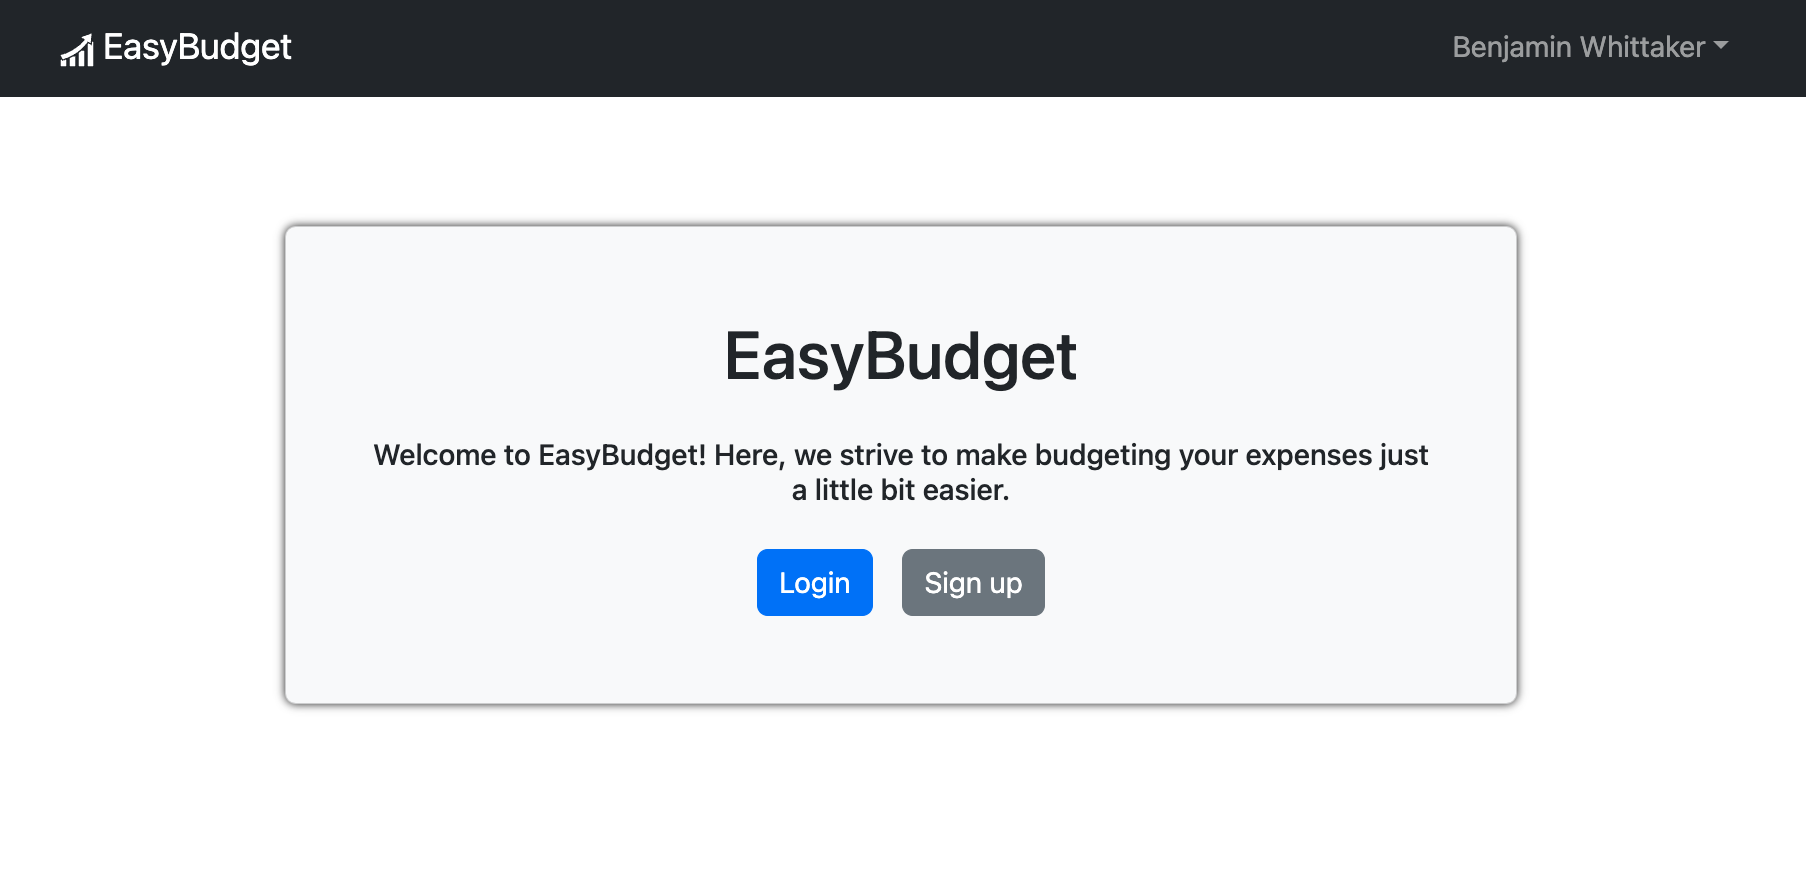 EasyBudget
Benjamin Whittaker
EasyBudget
Welcome to EasyBudget! Here, we strive to make budgeting your expenses just
a little bit easier.
Login
Sign up